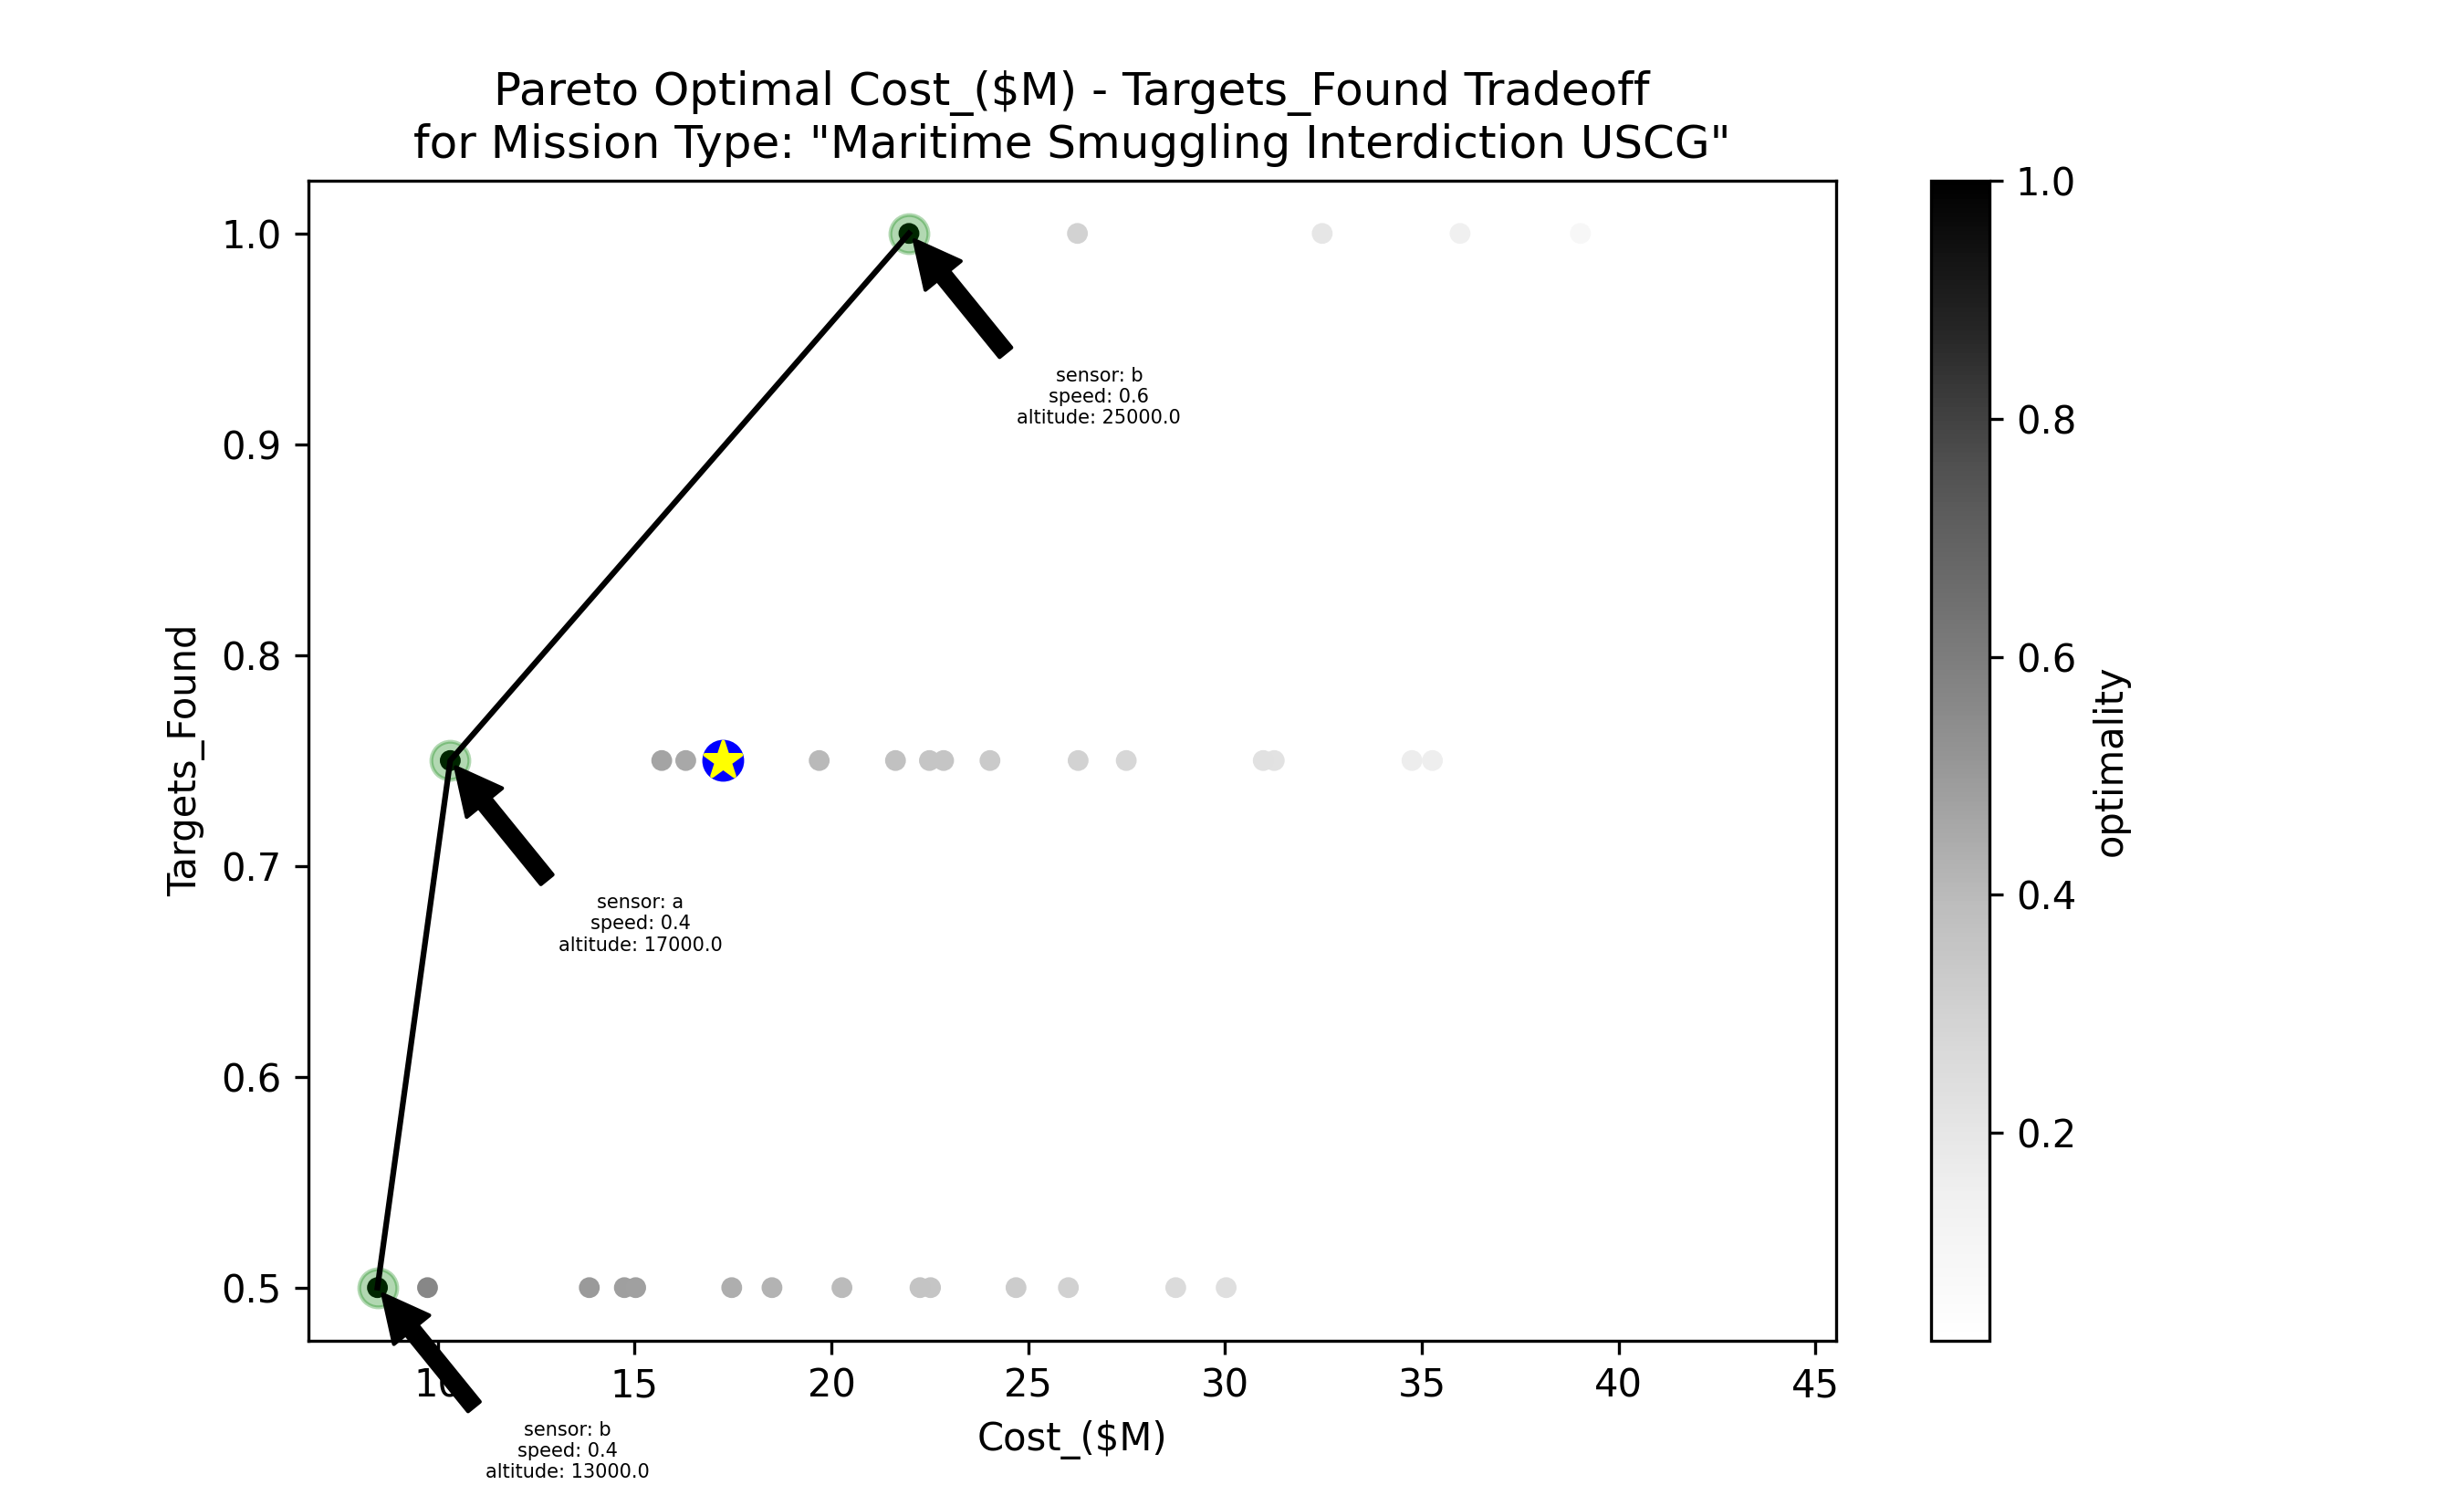 Pareto Optimal Cost_($M) - Targets_Found Tradeoff
for Mission Type: "Maritime Smuggling Interdiction USCG"
Targets_Found
1.0
0.9
0.8
0.7
0.6
0.5
sensor: b
speed: 0.6
altitude: 25000.0
sensor: a
speed: 0.4
altitude: 17000.0
sensor: b
speed: 0.4
altitude: 13000.0
10
15
20
25
30
35
40
45
Cost_($M)
1.0
0.8
0.6
0.4
0.2
optimality